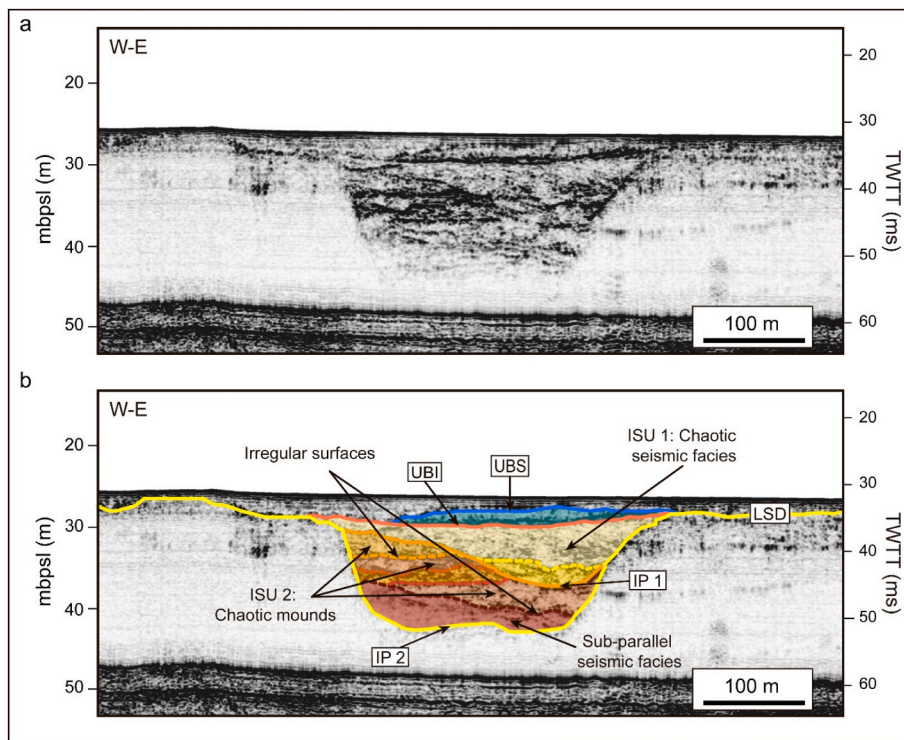 a
W-E
20
30
40
50
mbpsl (m)
20
30
40
50
60
TWTT (ms)
100 m
b
W-E
20
30
40
50
mbpsl (m)
20
30
40
50
60
TWTT (ms)
Irregular surfaces
UBI
UBS
ISU 1: Chaotic
seismic facies
LSD
ISU 2:
Chaotic mounds
IP 1
IP 2
Sub-parallel
seismic facies
100 m